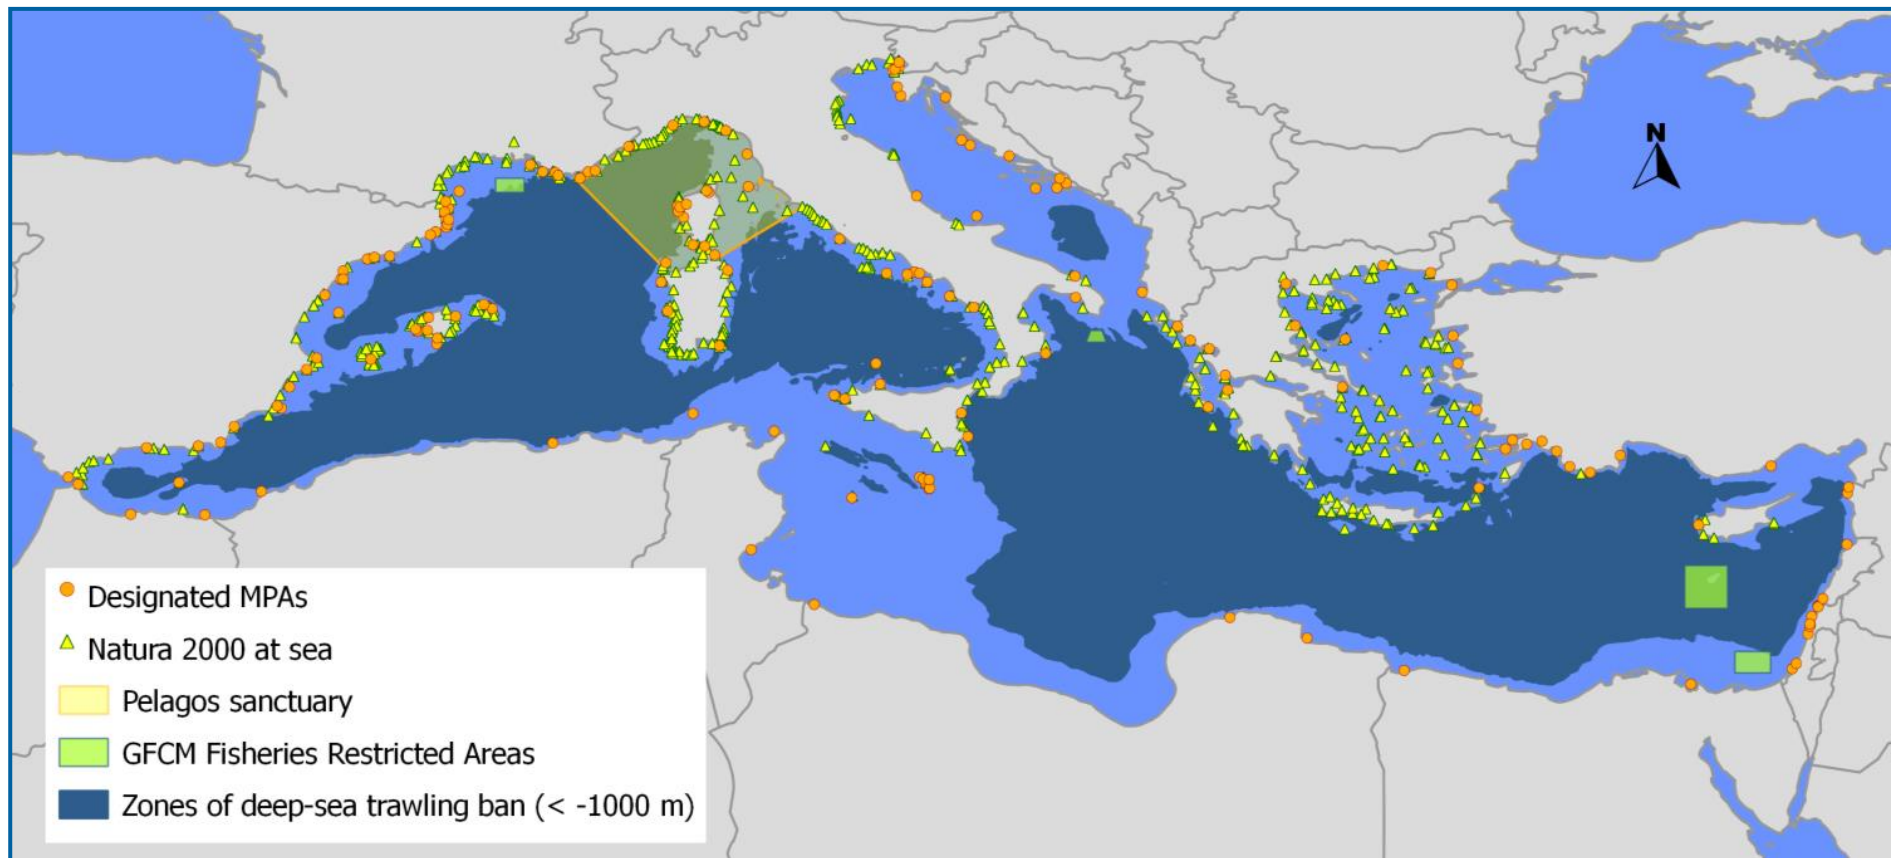 N
Designated MPAs
Natura 2000 at sea
Pelagos sanctuary
GFCM Fisheries Restricted Areas
Zones of deep-sea trawling ban (< -1000 m)